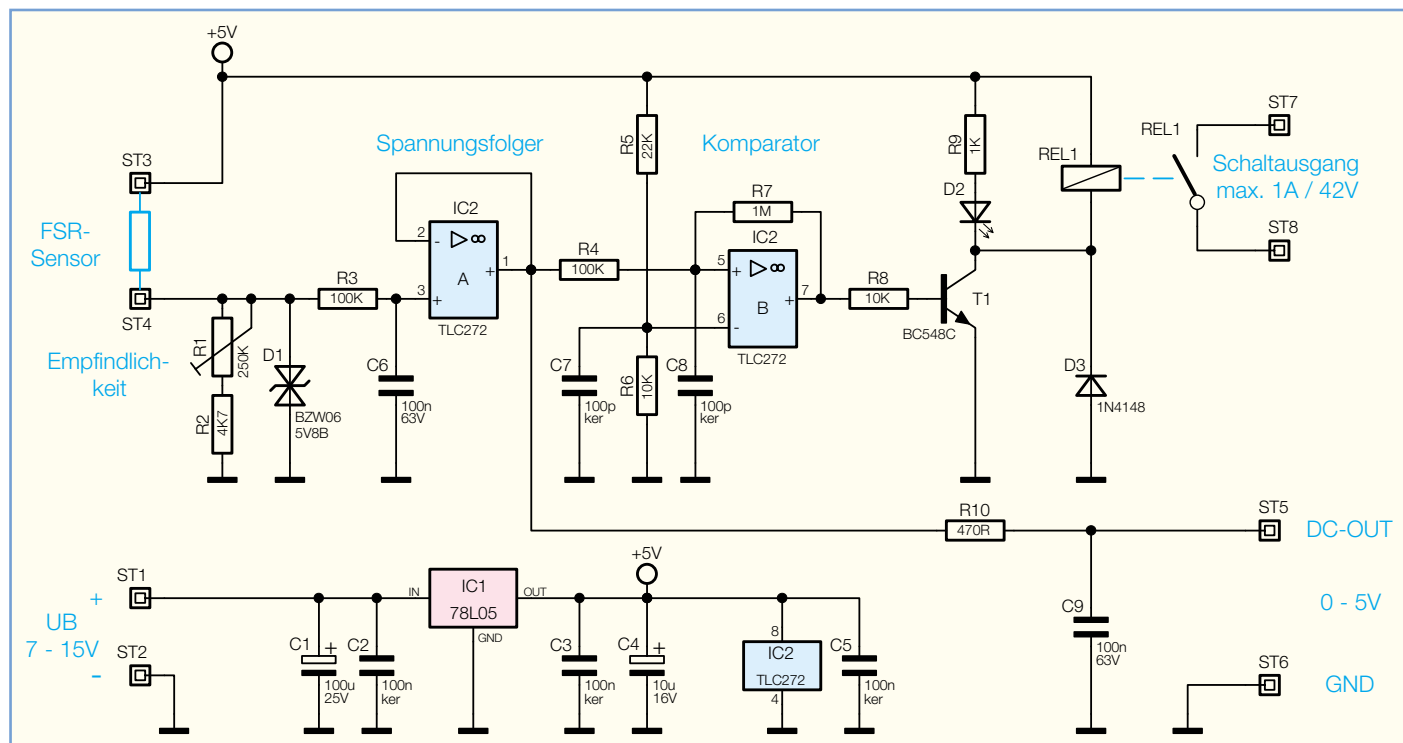 +5V
ST3
FSR-
Sensor
ST4
Empfindlich-
keit
R1
250K
R2
4K7
D1
BZW06
5V8B
R3
100K
C6
100n
63V
Spannungsfolger
IC2
2
-
∞
A
+
1
3
+
TLC272
R4
100K
R5
22K
Komparator
R7
1M
IC2
5
+
∞
B
+
7
6
-
TLC272
C7
100p
ker
R6
10K
C8
100p
ker
R8
10K
R9
1K
D2
T1
BC548C
REL1
D3
1N4148
REL1
ST7
Schaltausgang
max. 1A / 42V
ST8
R10
470R
ST5
DC-OUT
0 - 5V
C9
100n
63V
ST6
GND
ST1
+
UB
7 - 15V
ST2
-
C1
+
100u
25V
C2
100n
ker
IN
IC1
78L05
OUT
GND
+5V
C3
100n
ker
C4
+
10u
16V
8
IC2
TLC272
4
C5
100n
ker